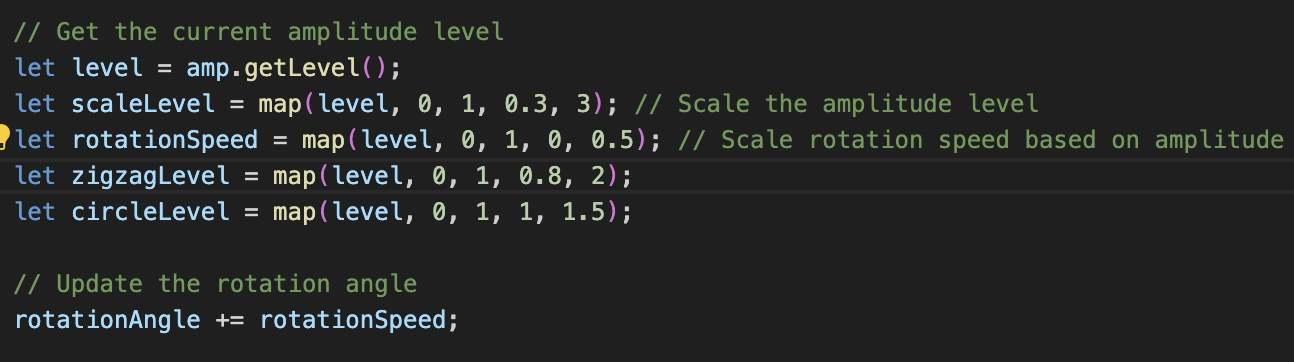 // Get the current amplitude level
let level = amp.getLevel();
let scaleLevel = map(level, 0, 1, 0.3, 3); // Scale the amplitude level
let rotationSpeed = map(level, 0, 1, 0, 0.5); // Scale rotation speed based on amplitude
let zigzagLevel = map(level, 0, 1, 0.8, 2);
let circleLevel = map(level, 0, 1, 1, 1.5);
// Update the rotation angle
rotationAngle += rotationSpeed;